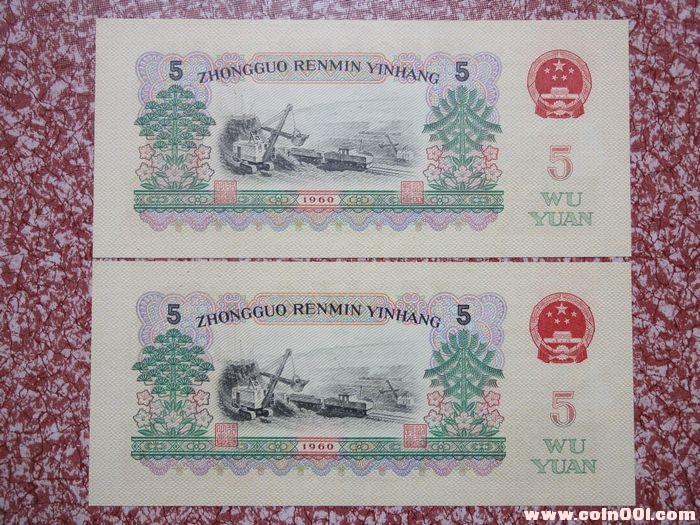 5 ZHONGGUO RENMIN YINHANG 5
5
WU
YUAN
1960
5 ZHONGGUO RENMIN YINHANG 5
5
WU
YUAN
1960
www.coin001.com